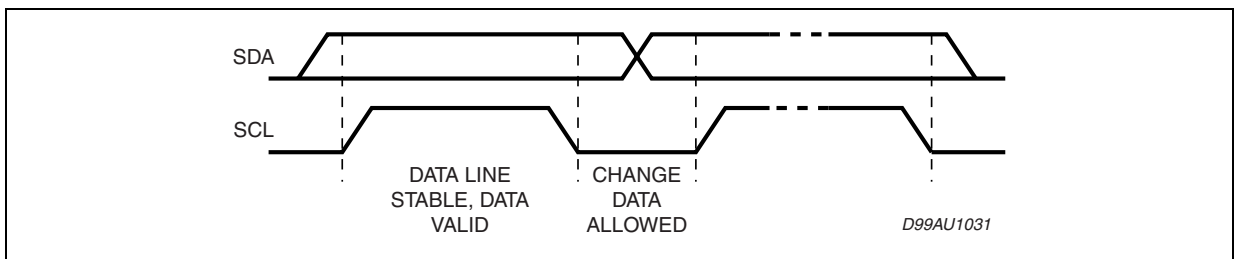 SDA
SCL
DATA LINE
STABLE, DATA
VALID
CHANGE
DATA
ALLOWED
D99AU1031